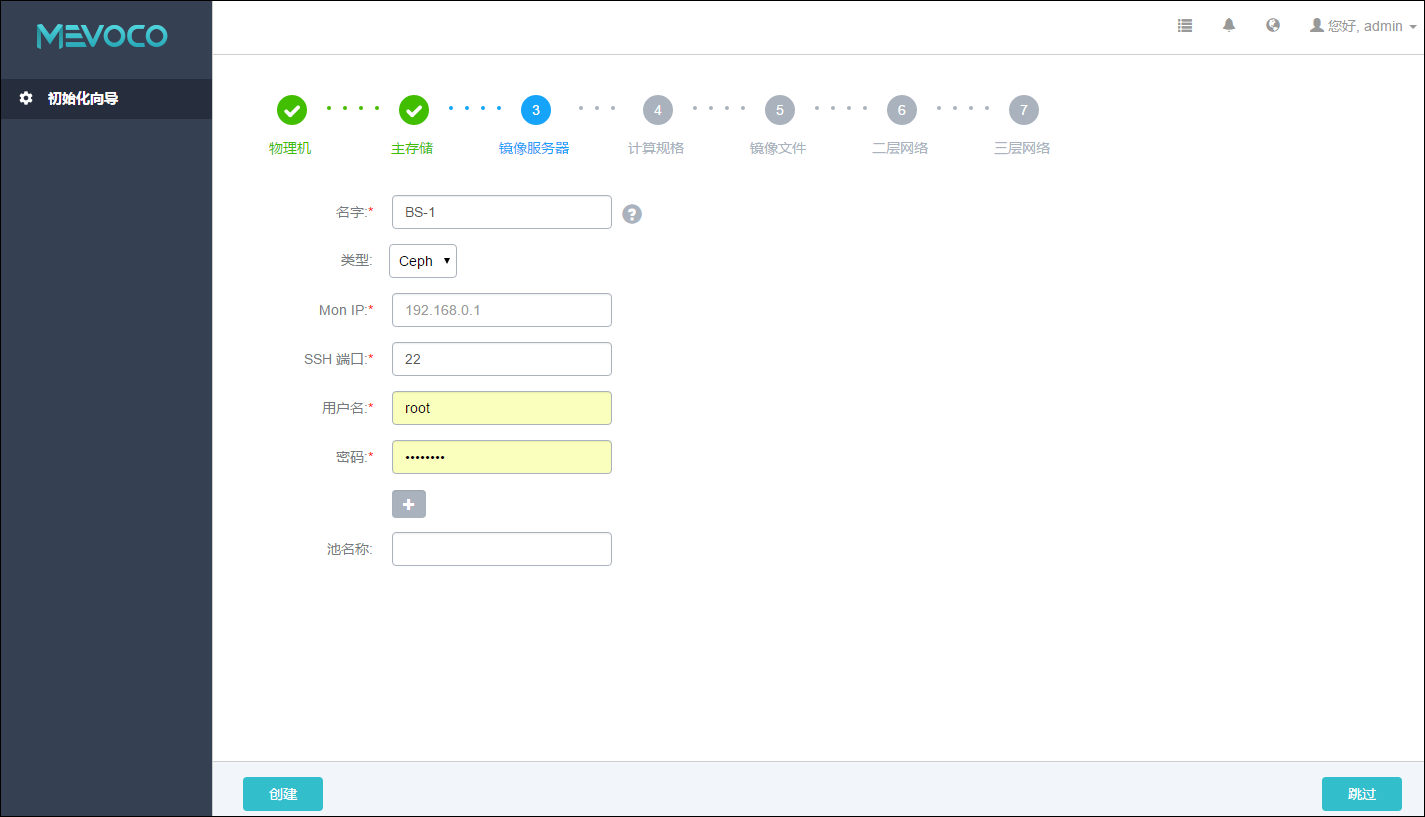 MEVOCO
您好, admin
初始化向导
3 4 5 6 7
物理机 主存储 镜像服务器 计算规格 镜像文件 二层网络 三层网络
名字:* BS-1 ?
类型: Ceph
Mon IP:* 192.168.0.1
SSH 端口:* 22
用户名:* root
密码:* ••••••••
池名称:
创建 跳过